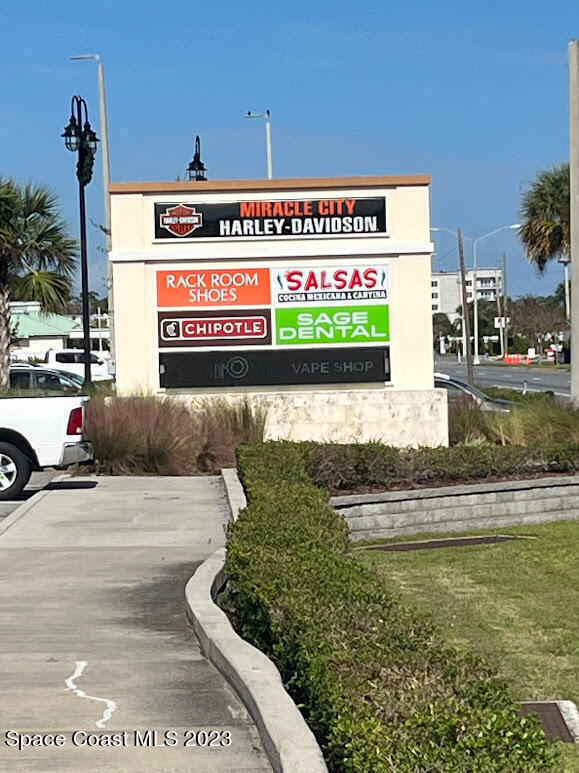 MIRACLE CITY
HARLEY-DAVIDSON
HARLEY-DAVIDSON
RACK ROOM
SHOES
SALSAS
COCINA MEXICANA & CANTINA
CHIPOTLE
SAGE
DENTAL
VAPE SHOP
Space Coast MLS 2023